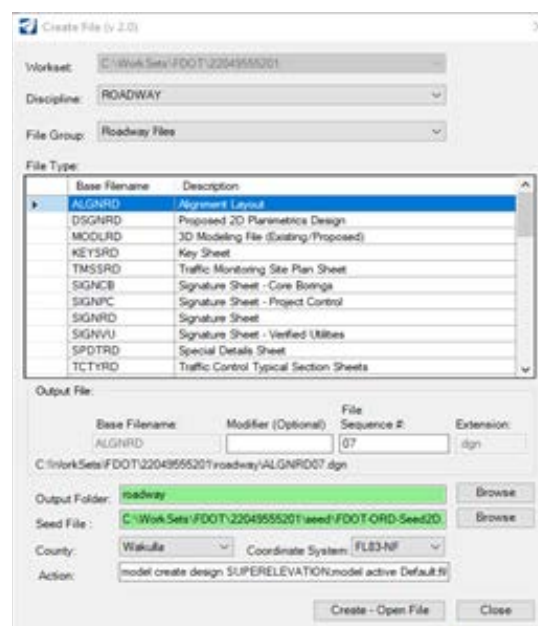 Create File (v 2.0)
Workset: C:\Work Sets\FDOT\22049555201
Discipline: ROADWAY
File Group: Roadway Files
File Type:
Base Filename Description
ALGNRD Alignment Layout
DSGNRD Proposed 2D Planimetrics Design
MODLRD 3D Modeling File (Existing/Proposed)
KEYSRD Key Sheet
TMSSRD Traffic Monitoring Site Plan Sheet
SIGNCB Signature Sheet - Core Borings
SIGNPC Signature Sheet - Project Control
SIGNRD Signature Sheet
SIGNVU Signature Sheet - Verified Utilities
SPDTRD Special Details Sheet
TCTYRD Traffic Control Typical Section Sheets
Output File:
Base Filename: Modifier (Optional) File Sequence #: Extension:
ALGNRD 07 dgn
C:\WorkSets\FDOT\22049555201\roadway\ALGNRD07.dgn
Output Folder: roadway Browse
Seed File : C:\Work Sets\FDOT\22049555201\seed\FDOT-ORD-Seed2D. Browse
County: Wakulla Coordinate System: FL83-NF
Action: model create design SUPERELEVATION;model active Default;fi
Create - Open File Close